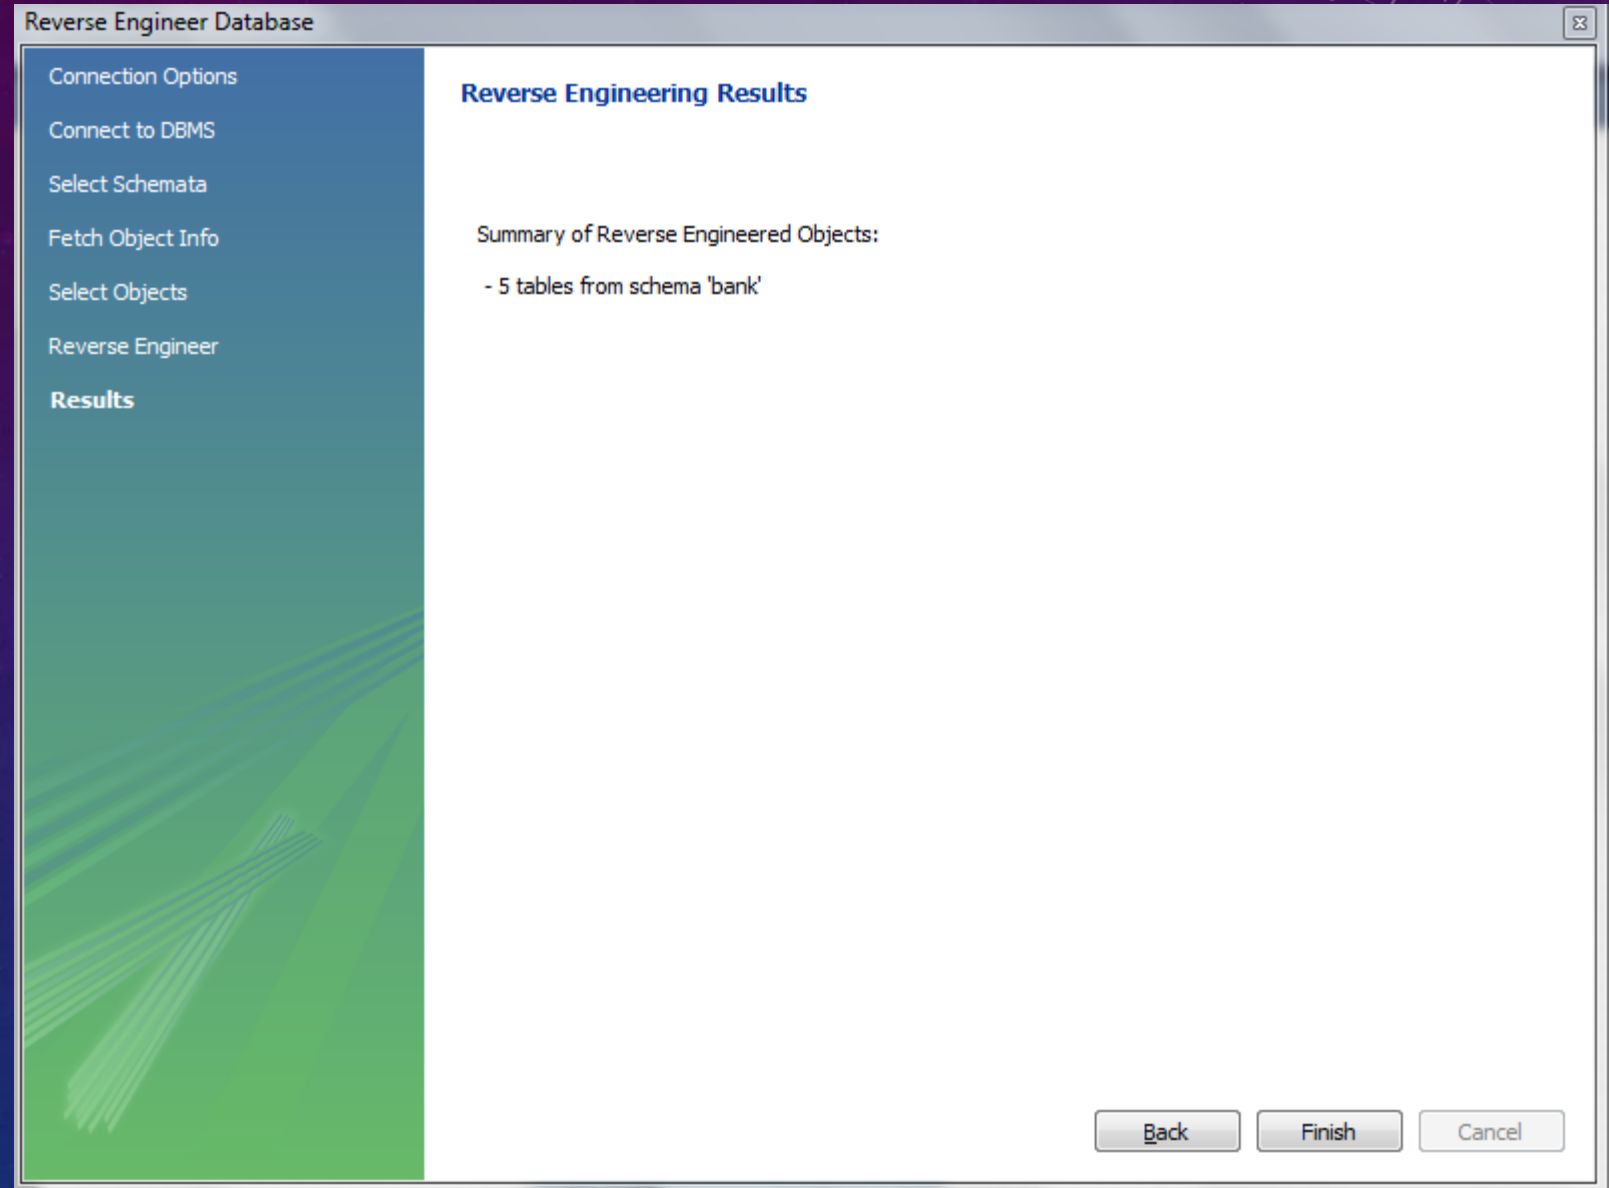 Reverse Engineer Database
Connection Options
Connect to DBMS
Select Schemata
Fetch Object Info
Select Objects
Reverse Engineer
Results
Reverse Engineering Results
Summary of Reverse Engineered Objects:
- 5 tables from schema 'bank'
Back
Finish
Cancel